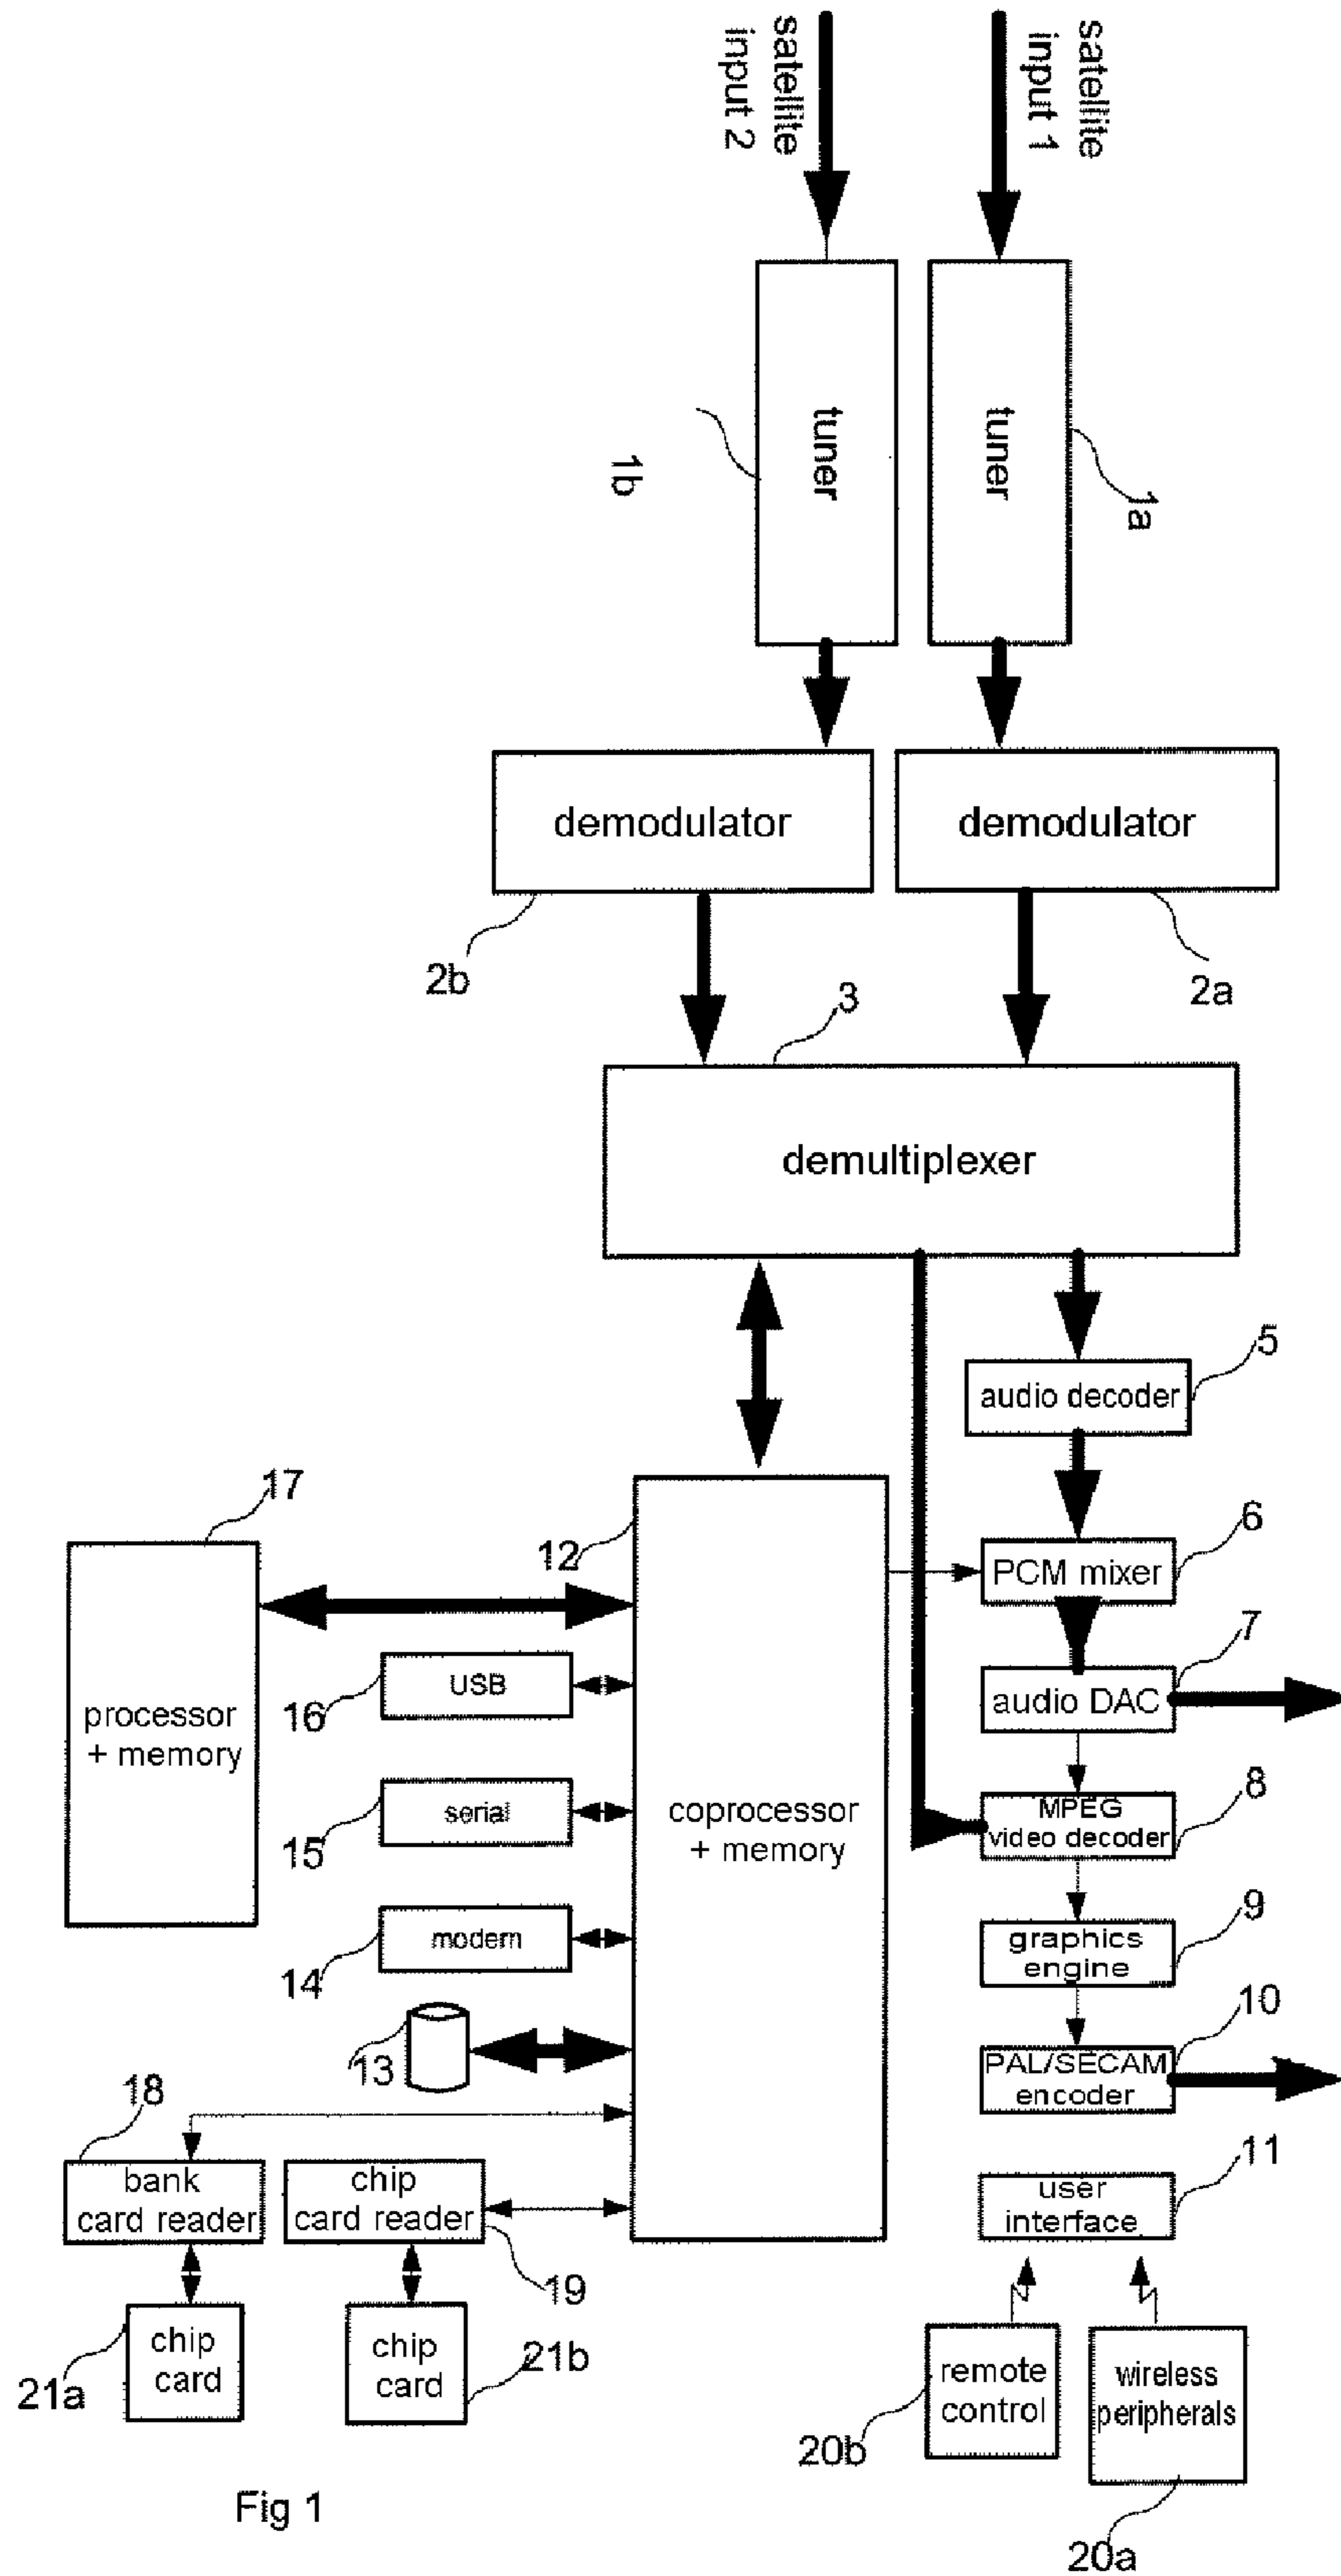 satellite
input 2
satellite
input 1
tuner
tuner
1b
1a
demodulator
demodulator
2b
2a
3
demultiplexer
5
audio decoder
17
12
6
PCM mixer
7
audio DAC
USB
16
processor
+ memory
serial
15
coprocessor
+ memory
MPEG
video decoder
8
modem
14
graphics
engine
9
13
10
PAL/SECAM
encoder
18
bank
card reader
chip
card reader
19
11
user
interface
chip
card
21a
chip
card
21b
remote
control
20b
wireless
peripherals
20a
Fig 1